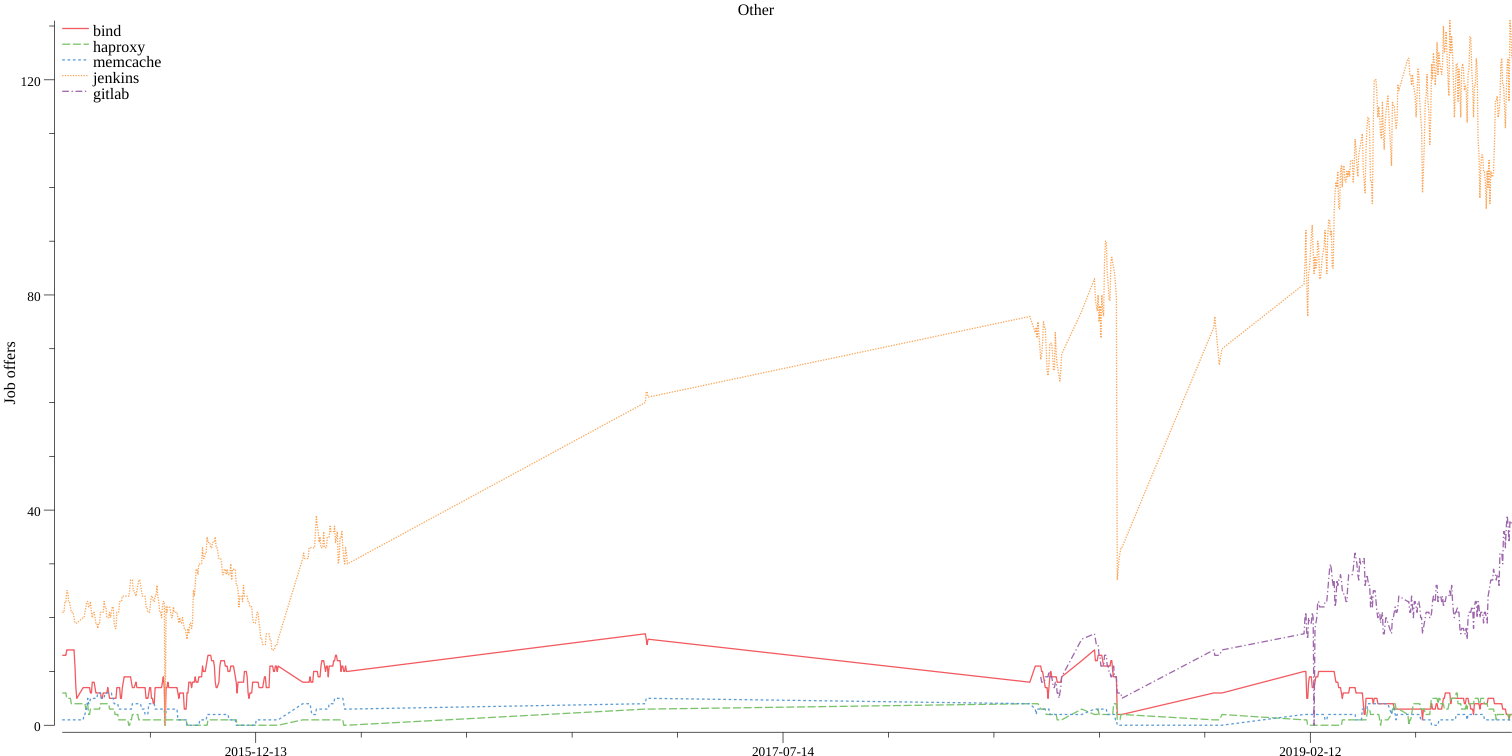 Other
bind
haproxy
memcache
jenkins
gitlab
120
80
40
0
Job offers
2015-12-13
2017-07-14
2019-02-12